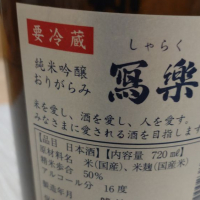 要冷蔵
しゃらく
純米吟醸
おりがらみ
寫樂
米を愛し、酒を愛し、人を愛す。
みなさまに愛される酒を目指します
【品目 日本酒】【内容量 720㎖】
原材料名 米(国産)、米麹(国産米)
精米歩合 50%
アルコール分 16度
製造年月